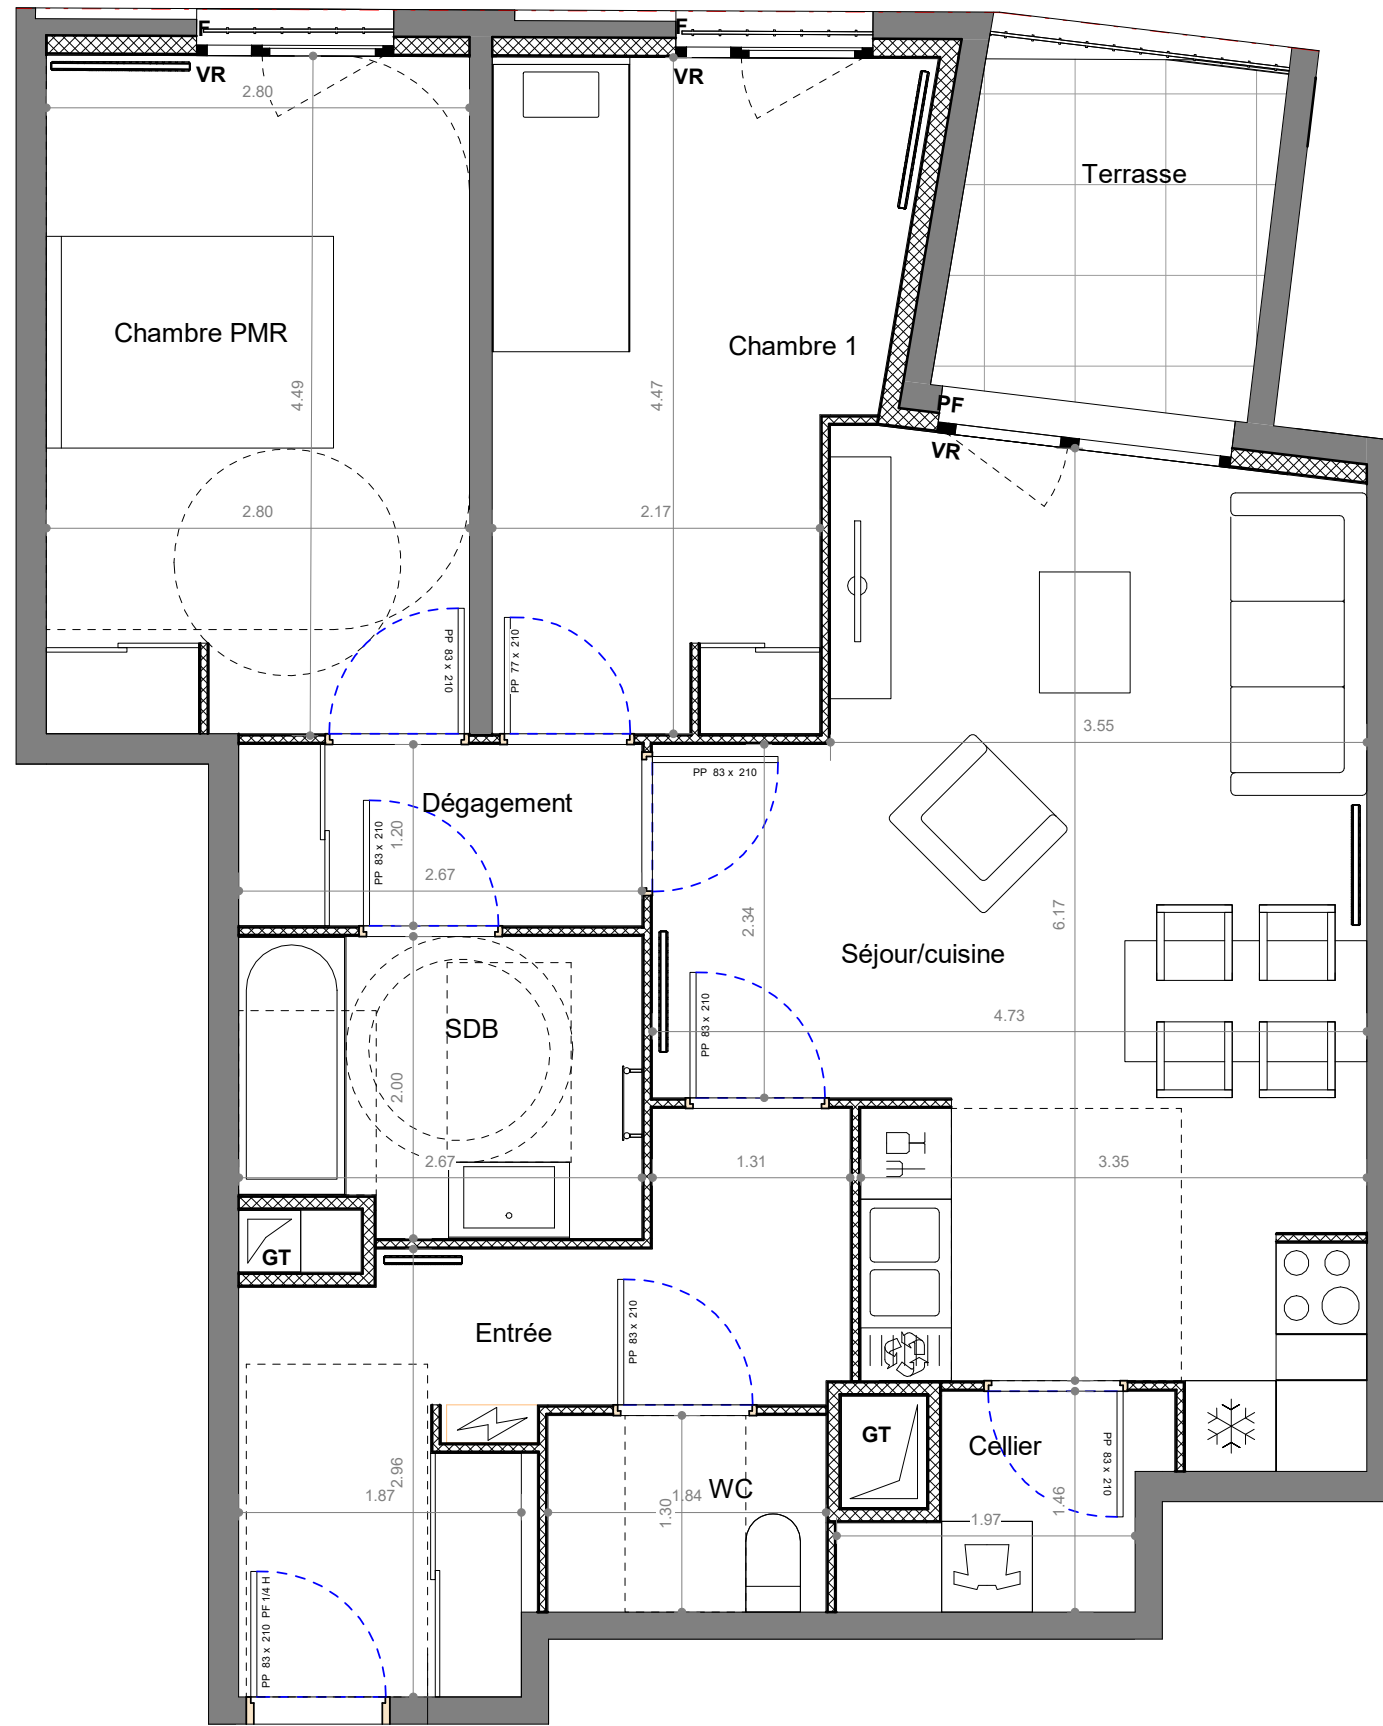 F
F
VR
VR
2.80
Terrasse
Chambre PMR
Chambre 1
4.49
4.47
PF
VR
2.80
2.17
PP 83 x 210
PP 77 x 210
3.55
PP 83 x 210
Dégagement
PP 83 x 210
1.20
2.67
2.34
6.17
Séjour/cuisine
SDB
PP 83 x 210
4.73
2.00
2.67
1.31
3.35
GT
PP 83 x 210
Entrée
GT
Cellier
PP 83 x 210
2.96
1.87
WC
1.84
1.30
1.46
1.97
PP 83 x 210 PF 1/4 H